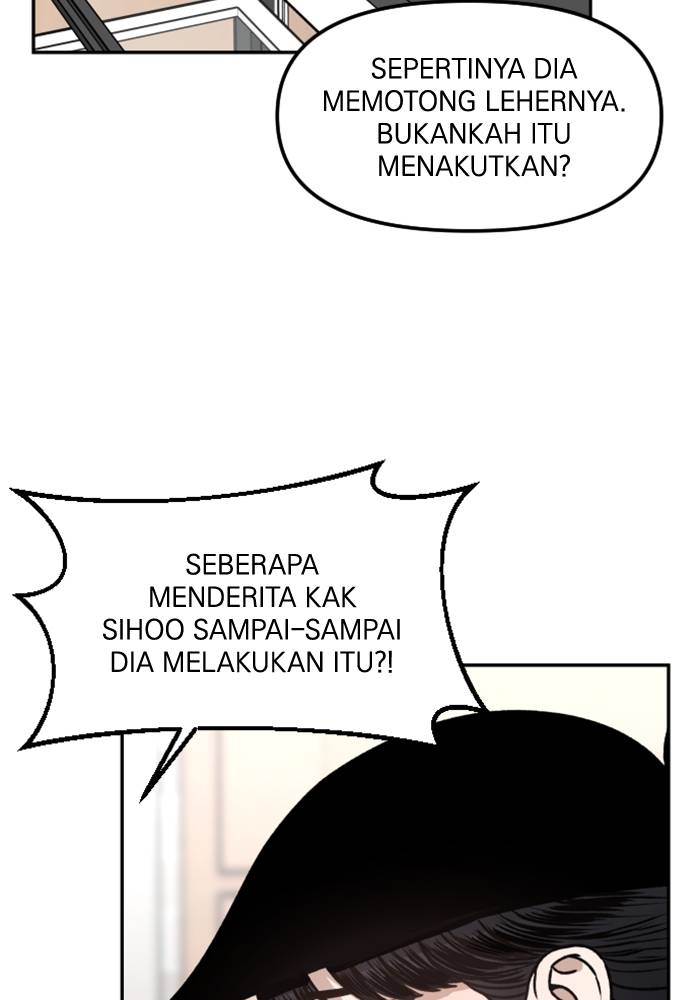 SEPERTINYA DIA
MEMOTONG LEHERNYA.
BUKANKAH ITU
MENAKUTKAN?
SEBERAPA
MENDERITA KAK
SIHOO SAMPAI-SAMPAI
DIA MELAKUKAN ITU?!